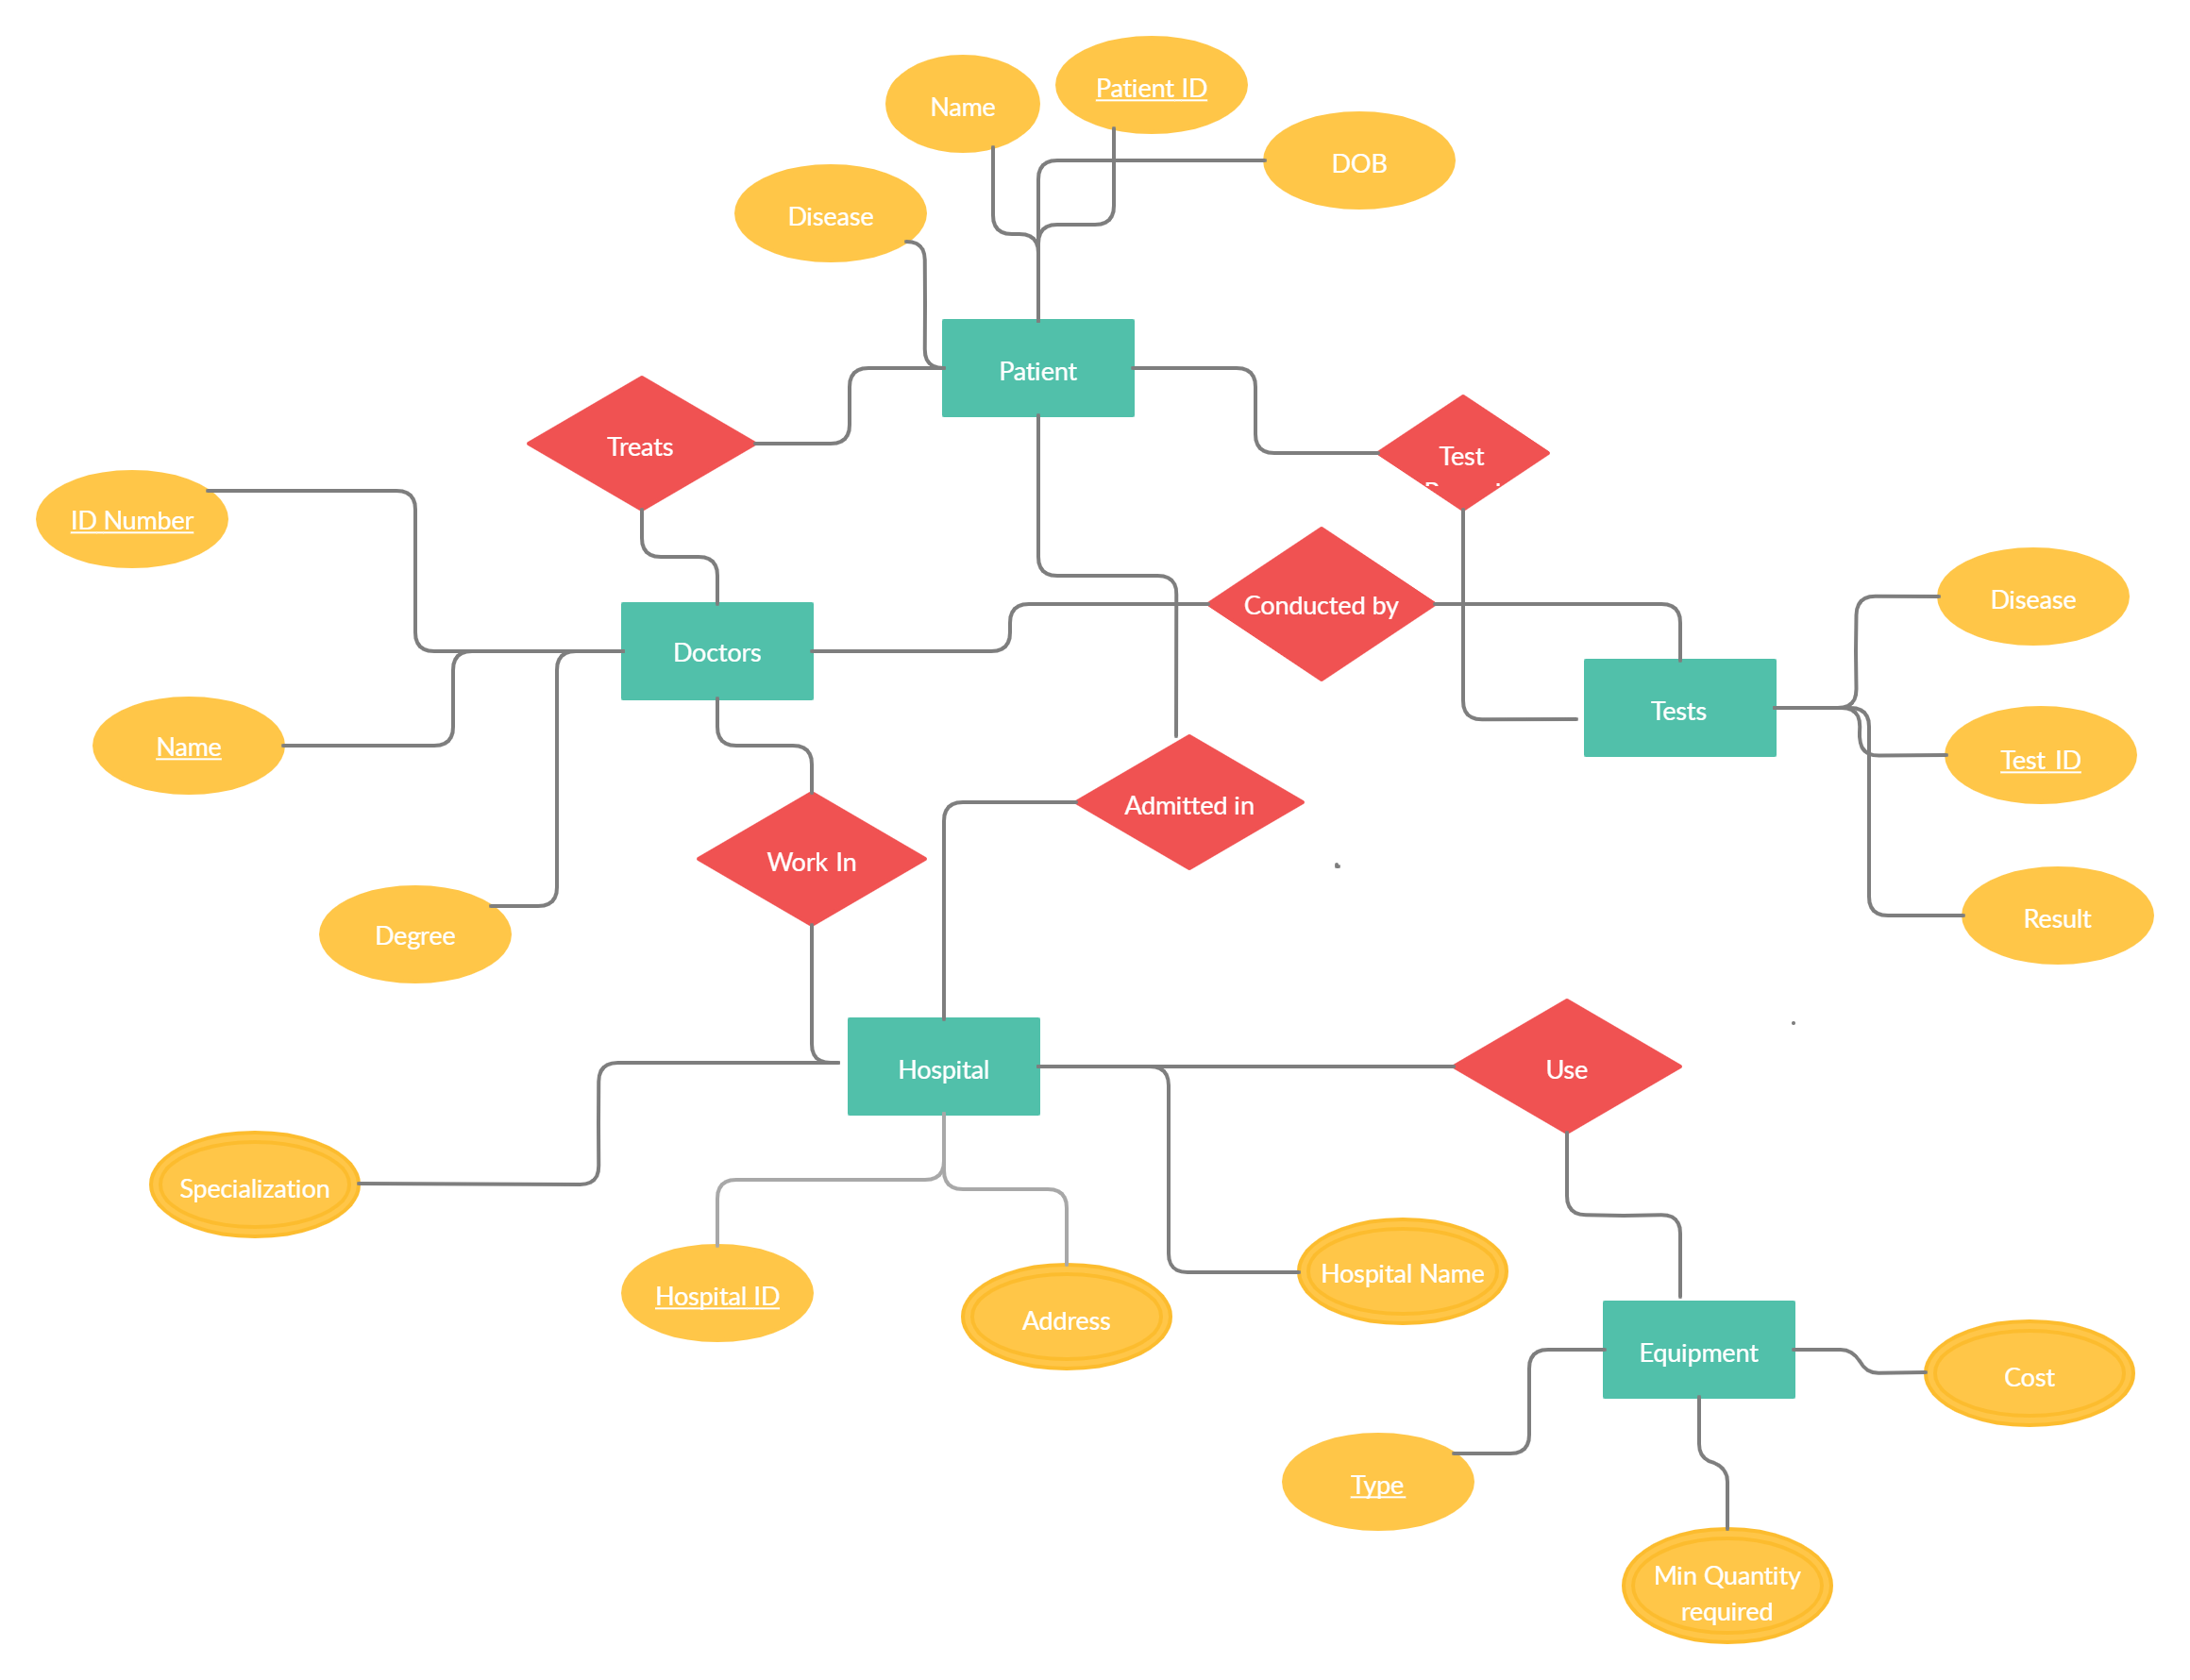 Patient ID
Name
DOB
Disease
Patient
Treats
Test
ID Number
Disease
Conducted by
Doctors
Tests
Name
Test ID
Admitted in
Work In
Result
Degree
Hospital
Use
Specialization
Hospital Name
Hospital ID
Address
Equipment
Cost
Type
Min Quantity
required